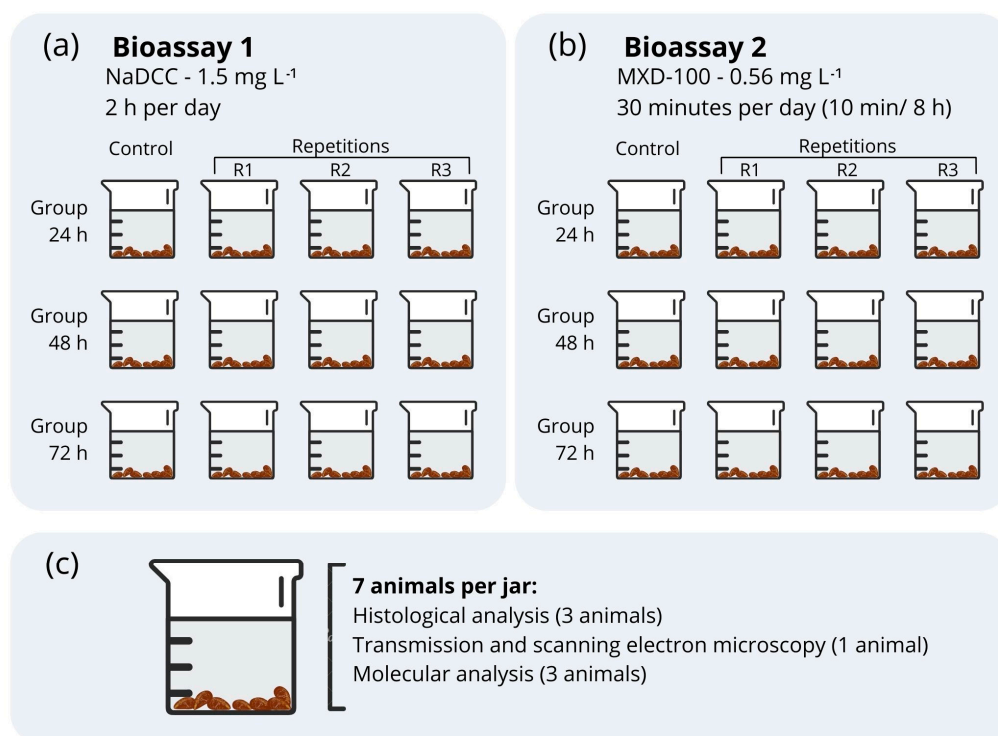 (a) Bioassay 1
NaDCC - 1.5 mg L⁻¹
2 h per day
Control
Repetitions
R1 R2 R3
Group
24 h
Group
48 h
Group
72 h
(b) Bioassay 2
MXD-100 - 0.56 mg L⁻¹
30 minutes per day (10 min/ 8 h)
Control
Repetitions
R1 R2 R3
Group
24 h
Group
48 h
Group
72 h
(c)
7 animals per jar:
Histological analysis (3 animals)
Transmission and scanning electron microscopy (1 animal)
Molecular analysis (3 animals)